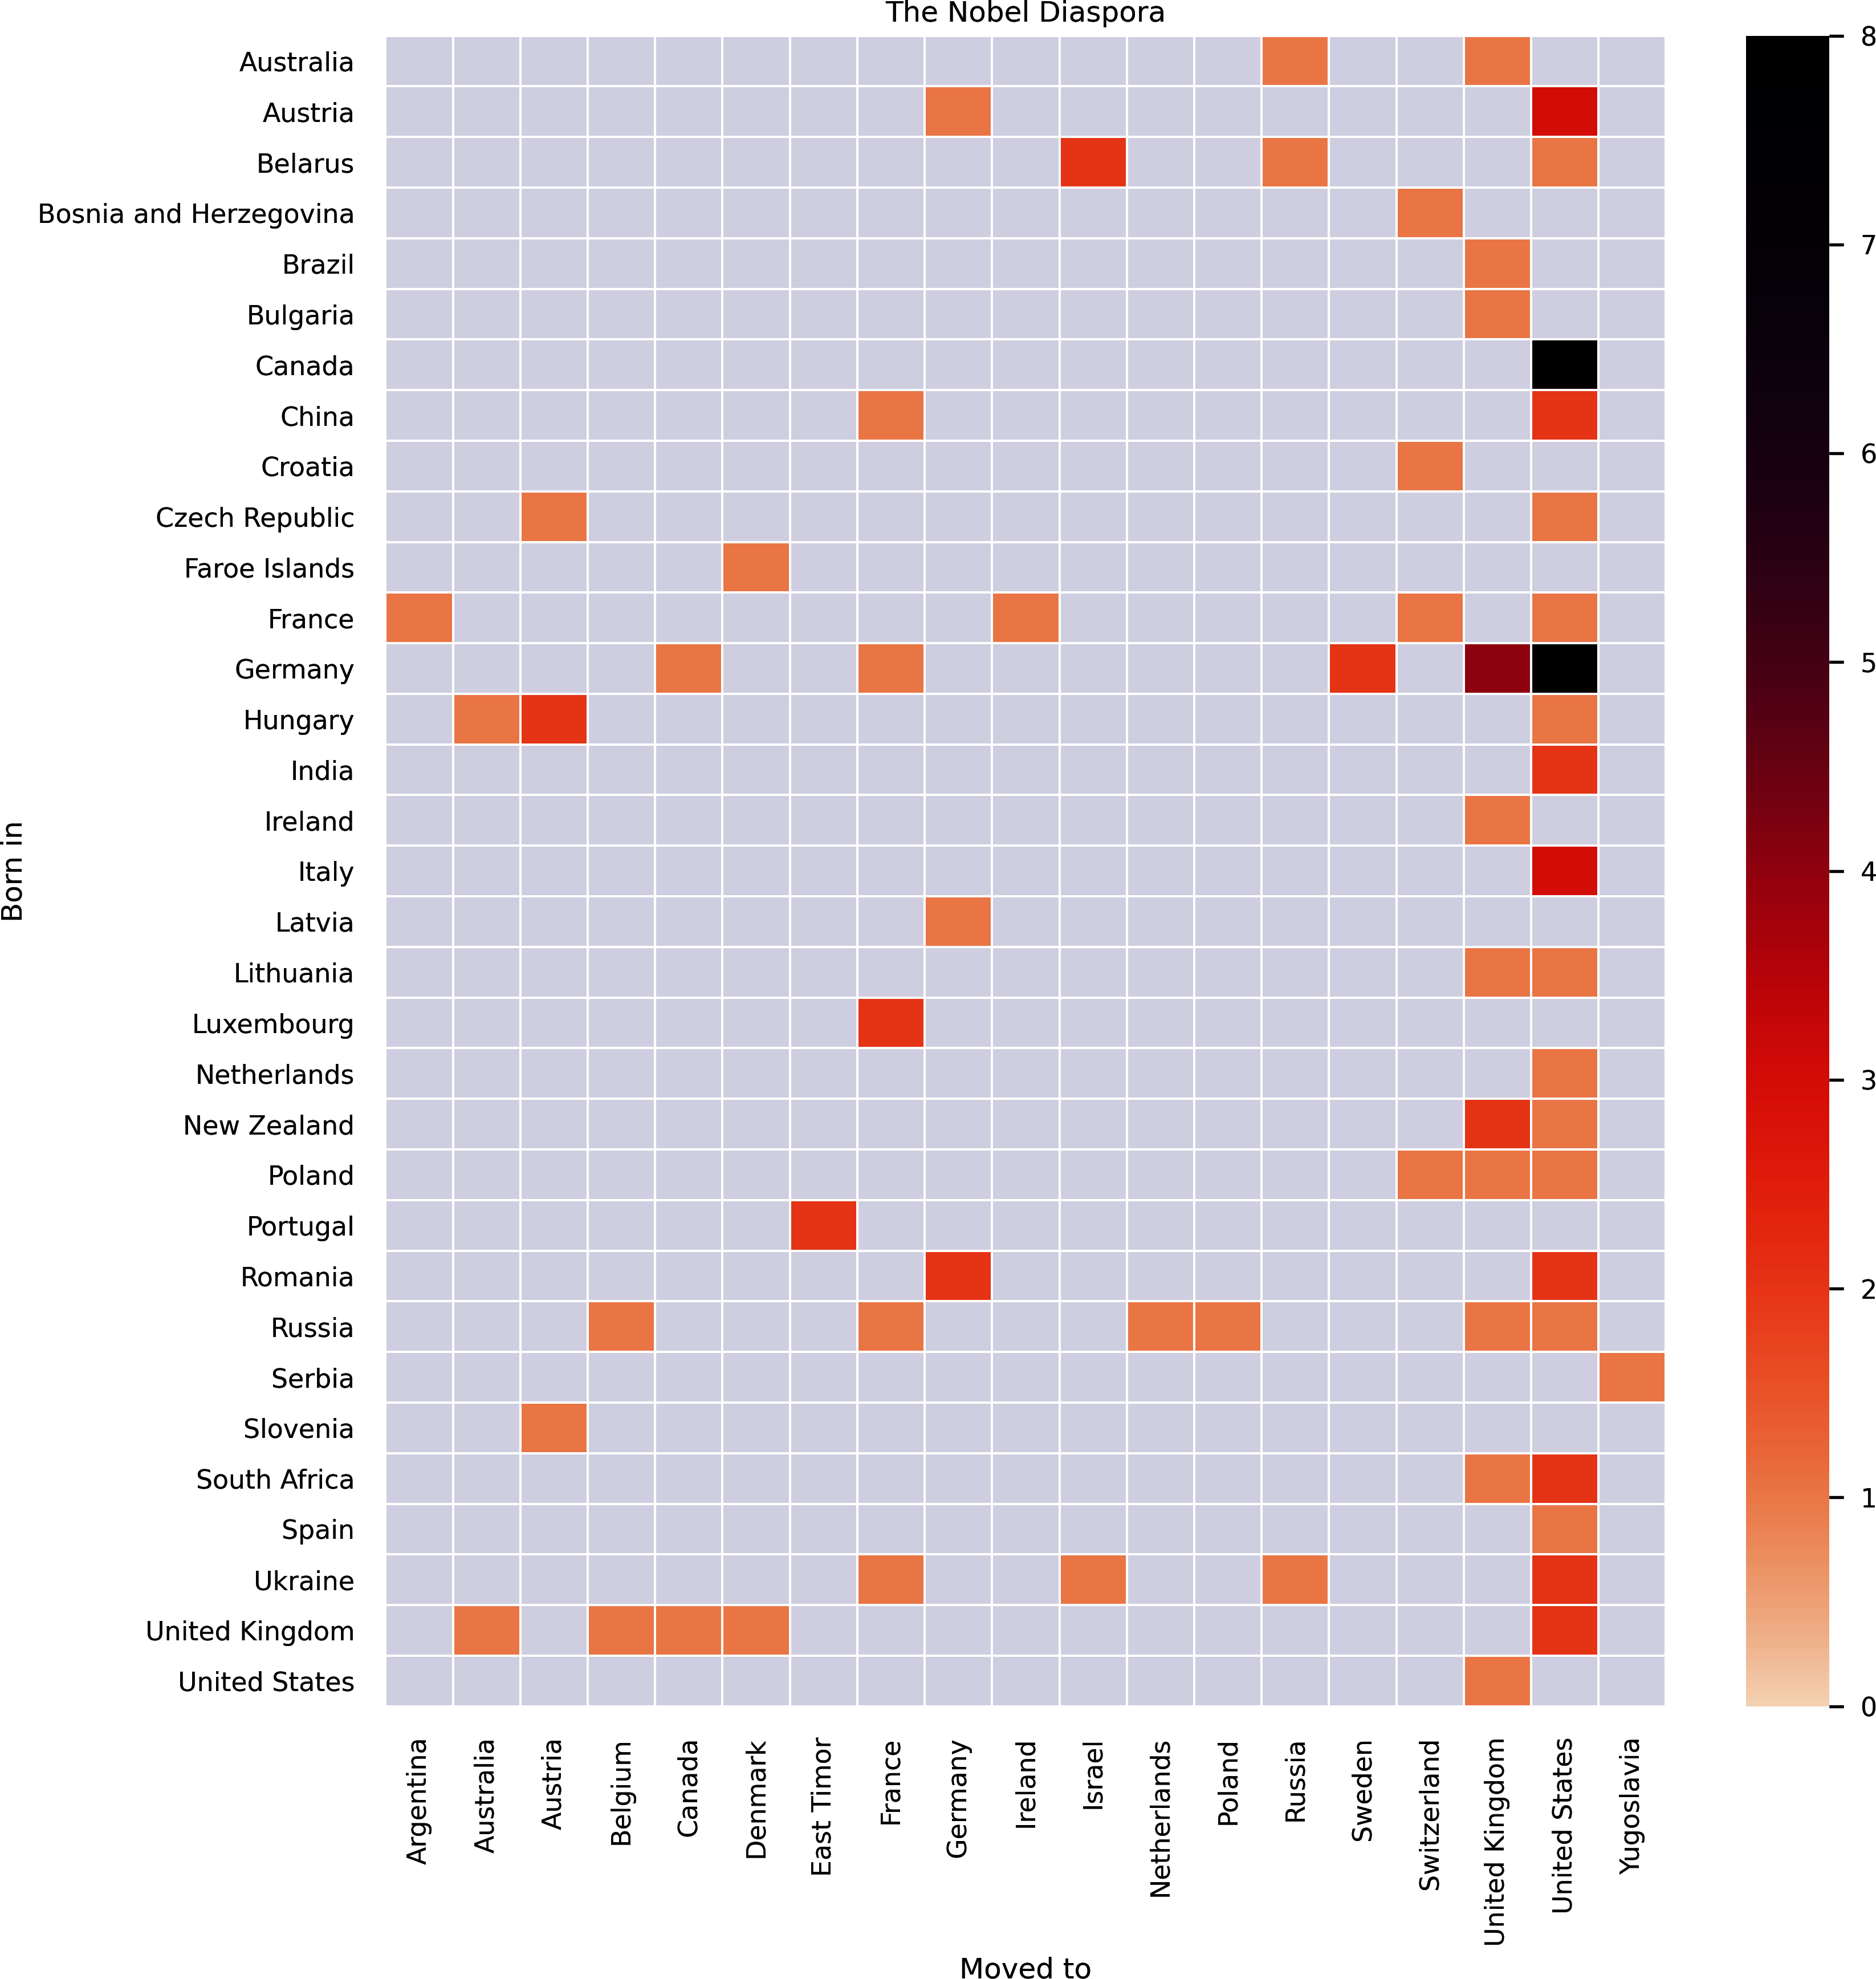 The Nobel Diaspora
Born in
Australia
Austria
Belarus
Bosnia and Herzegovina
Brazil
Bulgaria
Canada
China
Croatia
Czech Republic
Faroe Islands
France
Germany
Hungary
India
Ireland
Italy
Latvia
Lithuania
Luxembourg
Netherlands
New Zealand
Poland
Portugal
Romania
Russia
Serbia
Slovenia
South Africa
Spain
Ukraine
United Kingdom
United States
Argentina
Australia
Austria
Belgium
Canada
Denmark
East Timor
France
Germany
Ireland
Israel
Netherlands
Poland
Russia
Sweden
Switzerland
United Kingdom
United States
Yugoslavia
Moved to
8
7
6
5
4
3
2
1
0